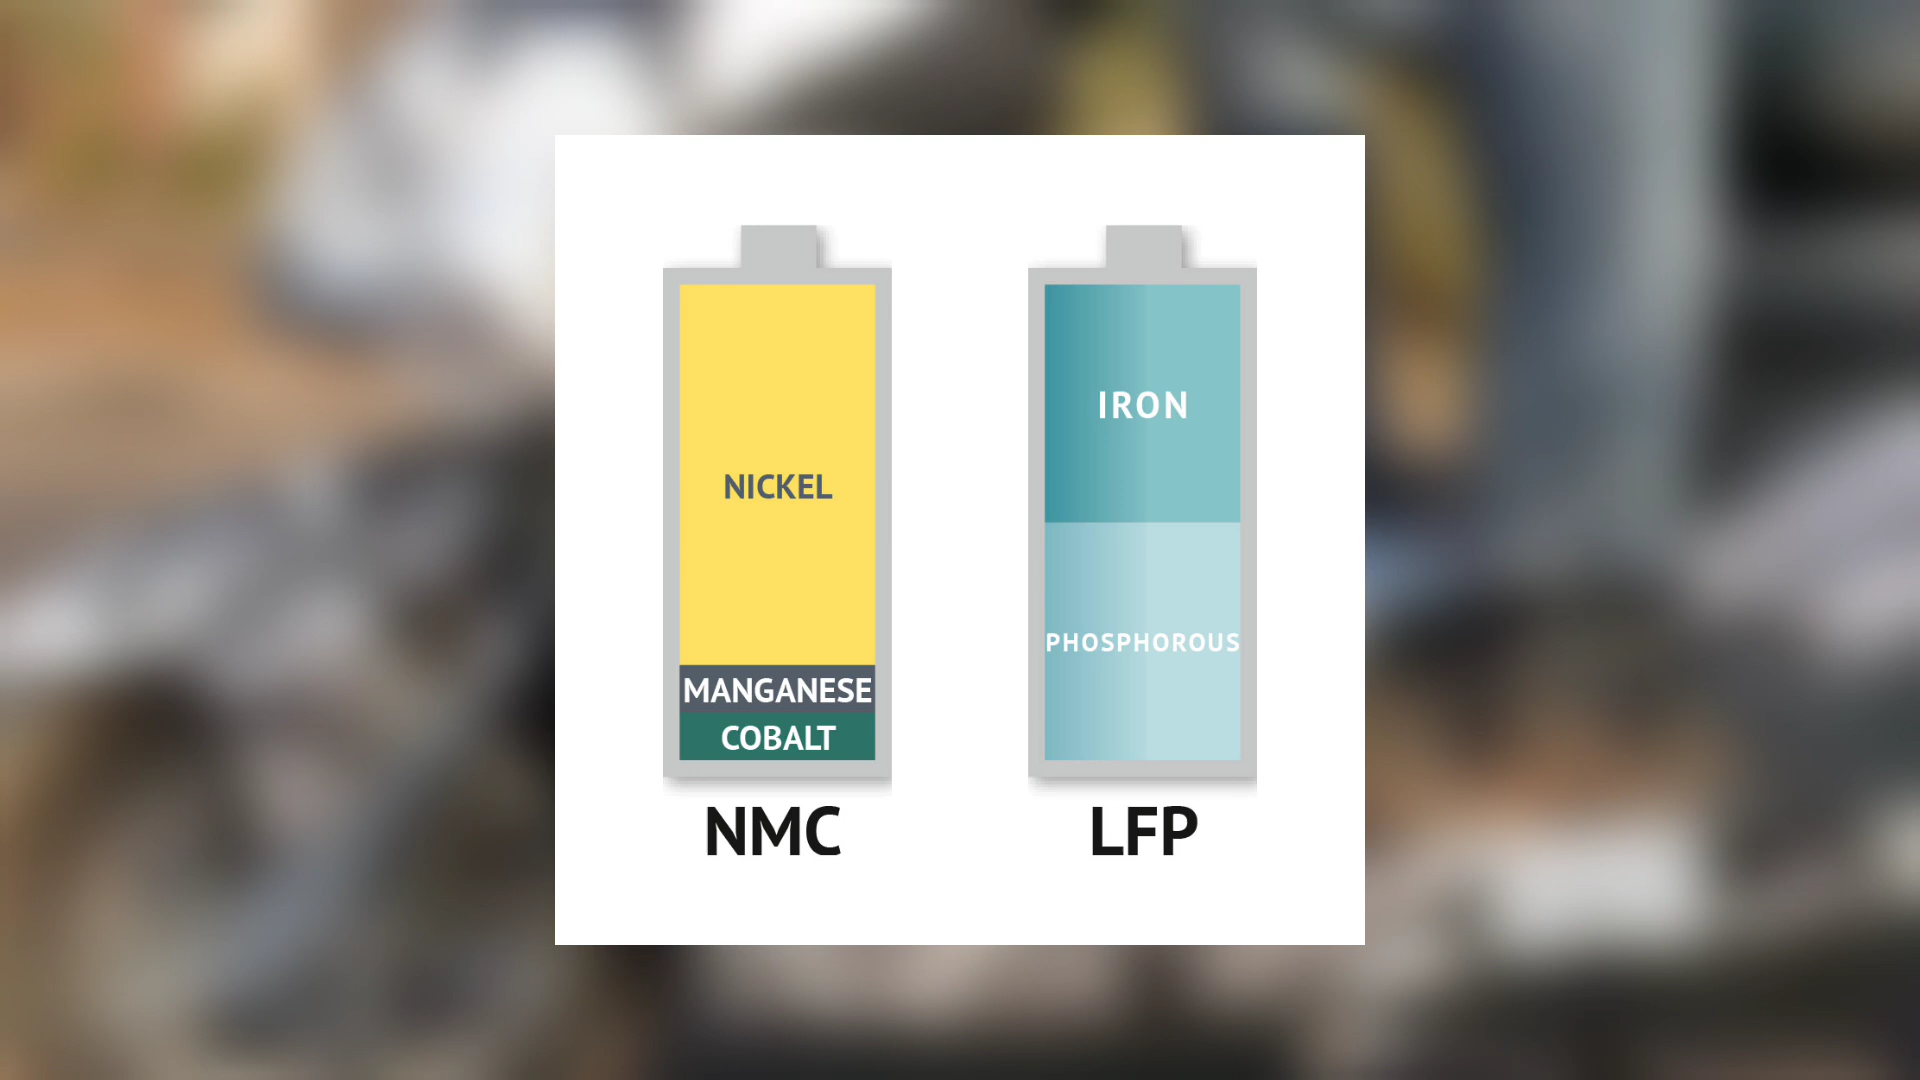 NICKEL
MANGANESE
COBALT
NMC
IRON
PHOSPHOROUS
LFP